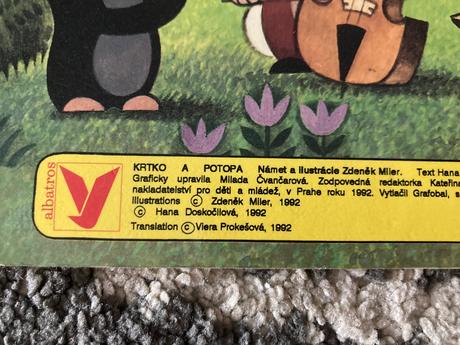 albatros
KRTKO A POTOPA Námet a ilustrácie Zdeněk Miler. Text Hana
Graficky upravila Milada Čvančarová. Zodpovedná redaktorka Kateřina
nakladatelství pro děti a mládež, v Prahe roku 1992. Vytlačil Grafobal, s
Illustrations © Zdeněk Miler, 1992
© Hana Doskočilová, 1992
Translation © Viera Prokešová, 1992